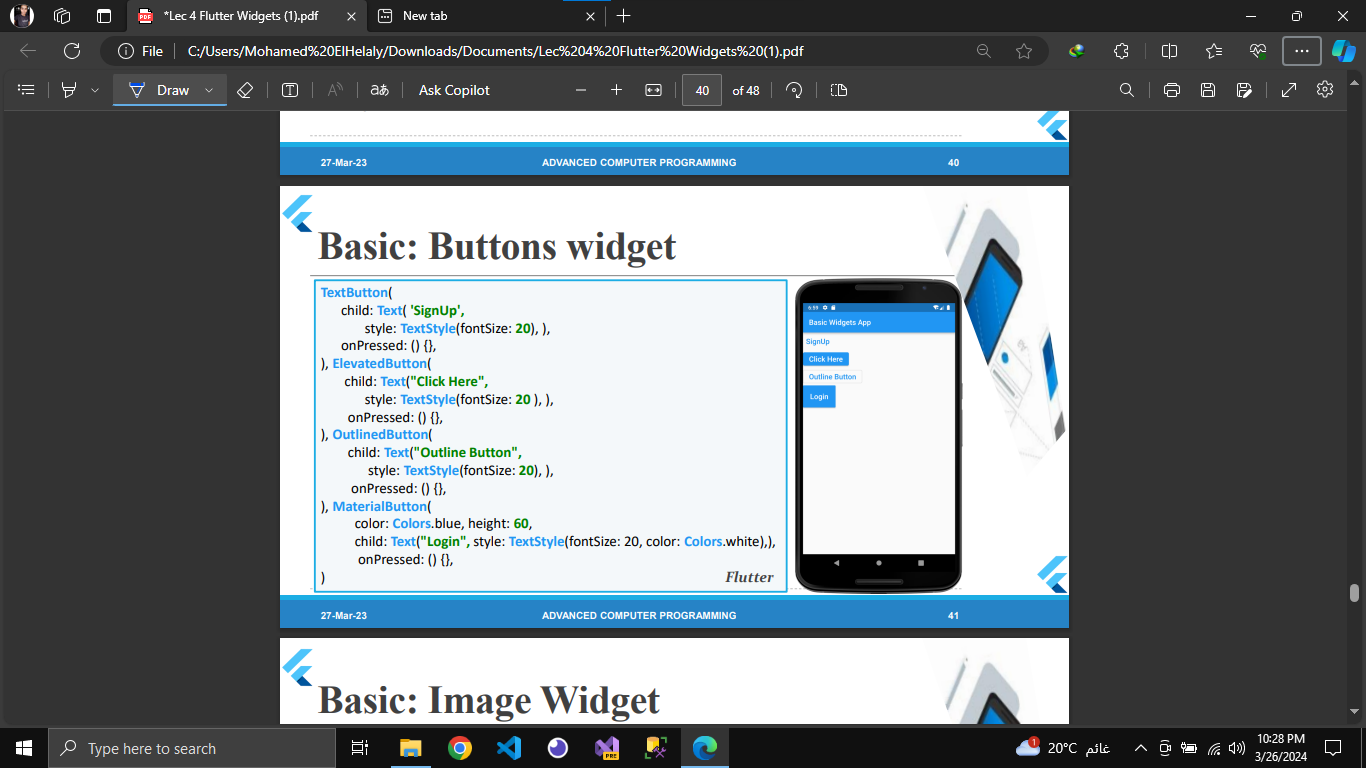 *Lec 4 Flutter Widgets (1).pdf
New tab
File
C:/Users/Mohamed%20ElHelaly/Downloads/Documents/Lec%204%20Flutter%20Widgets%20(1).pdf
Draw
Ask Copilot
40 of 48
27-Mar-23 ADVANCED COMPUTER PROGRAMMING 40
Basic: Buttons widget
TextButton(
child: Text( 'SignUp',
style: TextStyle(fontSize: 20), ),
onPressed: () {},
), ElevatedButton(
child: Text("Click Here",
style: TextStyle(fontSize: 20 ), ),
onPressed: () {},
), OutlinedButton(
child: Text("Outline Button",
style: TextStyle(fontSize: 20), ),
onPressed: () {},
), MaterialButton(
color: Colors.blue, height: 60,
child: Text("Login", style: TextStyle(fontSize: 20, color: Colors.white),),
onPressed: () {},
)
Flutter
Basic Widgets App
SignUp
Click Here
Outline Button
Login
27-Mar-23 ADVANCED COMPUTER PROGRAMMING 41
Basic: Image Widget
Type here to search
PRE
1
20°C غائم
10:28 PM
3/26/2024